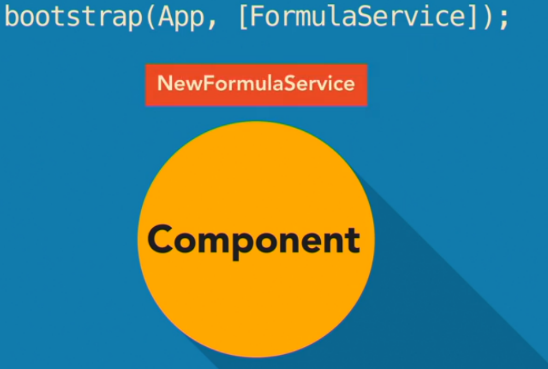 bootstrap(App, [FormulaService]);
NewFormulaService
Component